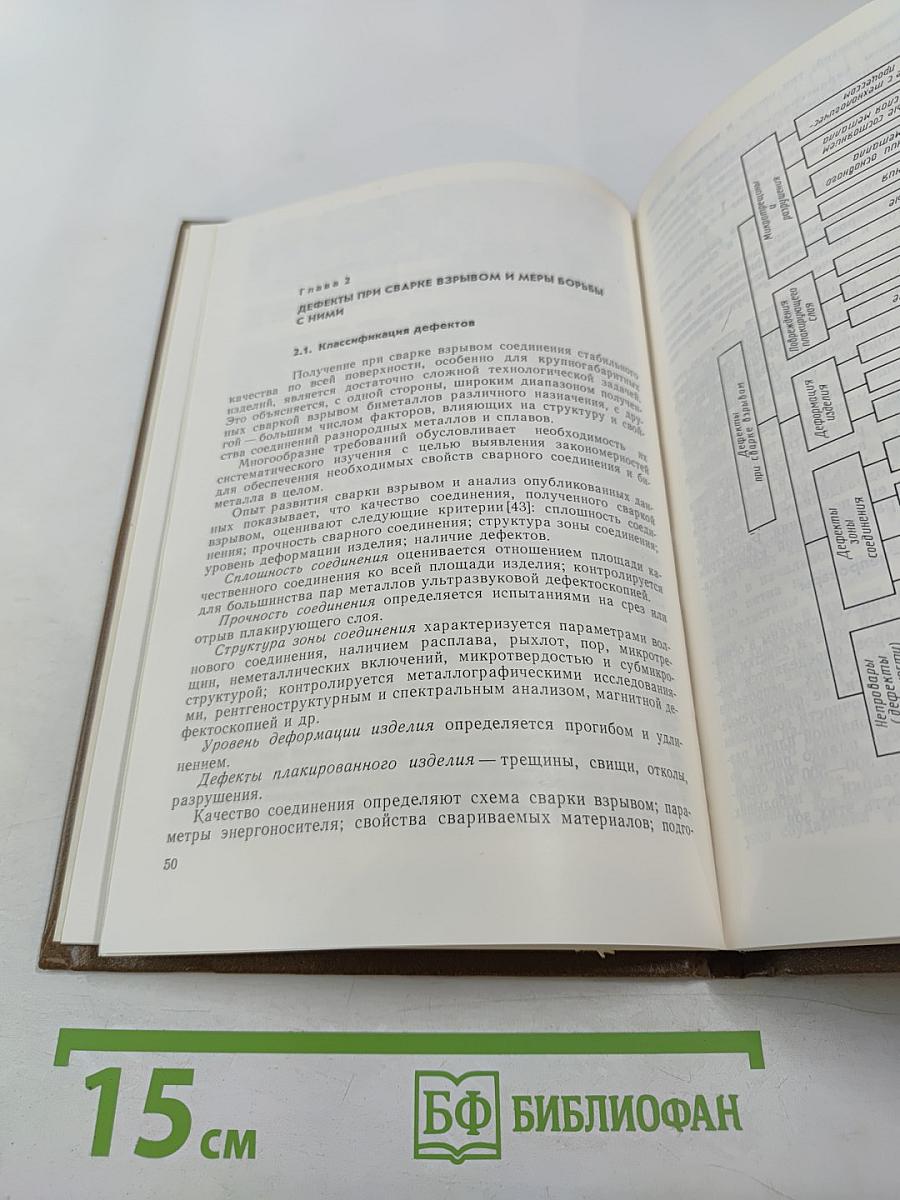 Глава 2
ДЕФЕКТЫ ПРИ СВАРКЕ ВЗРЫВОМ И МЕРЫ БОРЬБЫ
С НИМИ
2.1. Классификация дефектов
Получение при сварке взрывом соединения стабильного
качества по всей поверхности, особенно для крупногабаритных
изделий, является достаточно сложной технологической задачей.
Это объясняется, с одной стороны, широким диапазоном получен-
ных сваркой взрывом биметаллов различного назначения, с дру-
гой — большим числом факторов, влияющих на структуру и свой-
ства соединений разнородных металлов и сплавов.
Многообразие требований обусловливает необходимость их
систематического изучения с целью выявления закономерностей
для обеспечения необходимых свойств сварного соединения и би-
металла в целом.
Опыт развития сварки взрывом и анализ опубликованных дан-
ных показывает, что качество соединения, полученного сваркой
взрывом, оценивают следующие критерии [43]: сплошность соеди-
нения; прочность сварного соединения; структура зоны соединения;
уровень деформации изделия; наличие дефектов.
Сплошность соединения оценивается отношением площади ка-
чественного соединения ко всей площади изделия; контролируется
для большинства пар металлов ультразвуковой дефектоскопией.
Прочность соединения определяется испытаниями на срез или
отрыв плакирующего слоя.
Структура зоны соединения характеризуется параметрами вол-
нового соединения, наличием расплава, рыхлот, пор, микротре-
щин, неметаллических включений, микротвердостью и субмикро-
структурой; контролируется металлографическими исследования-
ми, рентгеноструктурным и спектральным анализом, магнитной де-
фектоскопией и др.
Уровень деформации изделия определяется прогибом и удли-
нением.
Дефекты плакированного изделия — трещины, свищи, отколы,
разрушения.
Качество соединения определяют схема сварки взрывом; пара-
метры энергоносителя; свойства свариваемых материалов; подго-
50
Дефекты
при сварке взрывом
Микротрещины
и
разрушения
Повреждения
плакирующего
слоя
Деформация
изделия
Дефекты
зоны
соединения
Непровары
(дефекты
с технологичес-
процессом
состоянием
слоя металла
основного
металла
15 см
БФ БИБЛИОФАН